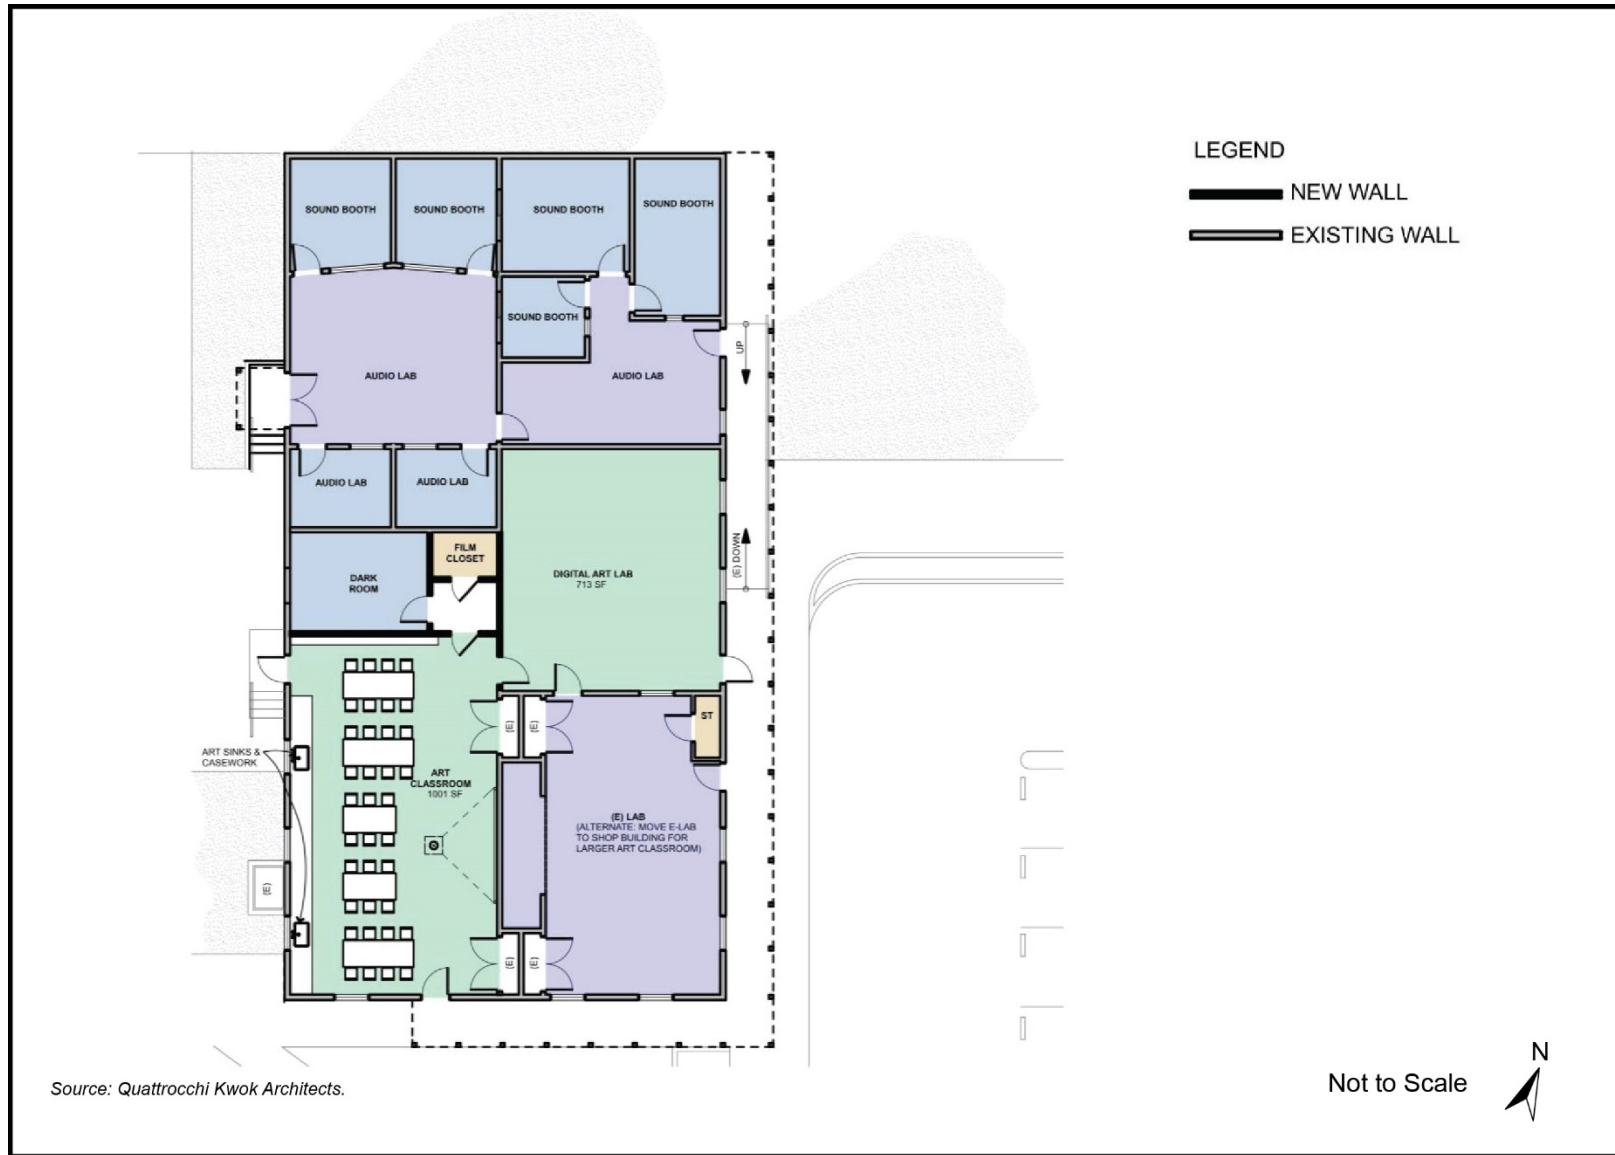 LEGEND
NEW WALL
EXISTING WALL
SOUND BOOTH
SOUND BOOTH
SOUND BOOTH
SOUND BOOTH
SOUND BOOTH
AUDIO LAB
AUDIO LAB
UP
AUDIO LAB
AUDIO LAB
FILM
CLOSET
DARK
ROOM
DIGITAL ART LAB
713 SF
(E) DOWN
(E)
(E)
ST
ART SINKS &
CASEWORK
ART
CLASSROOM
1001 SF
(E) LAB
(ALTERNATE: MOVE E-LAB
TO SHOP BUILDING FOR
LARGER ART CLASSROOM)
(E)
(E)
(E)
Source: Quattrocchi Kwok Architects.
Not to Scale
N